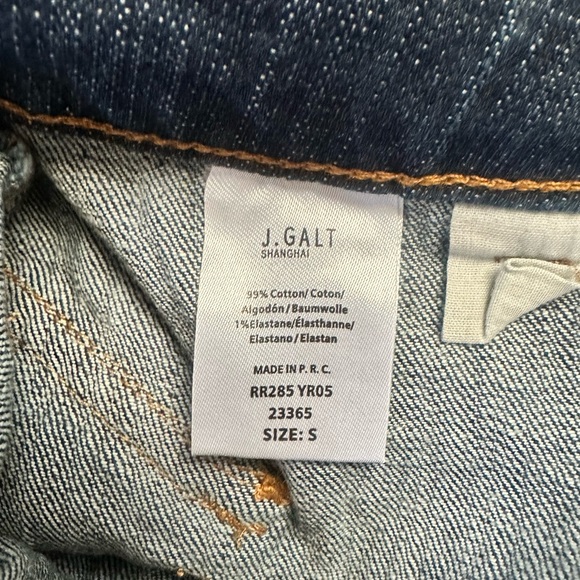 J.GALT
SHANGHAI
99% Cotton/Coton/
Algodón/Baumwolle
1%Elastane/Élasthanne/
Elastano/Elastan
MADE IN P. R. C.
RR285 YR05
23365
SIZE: S